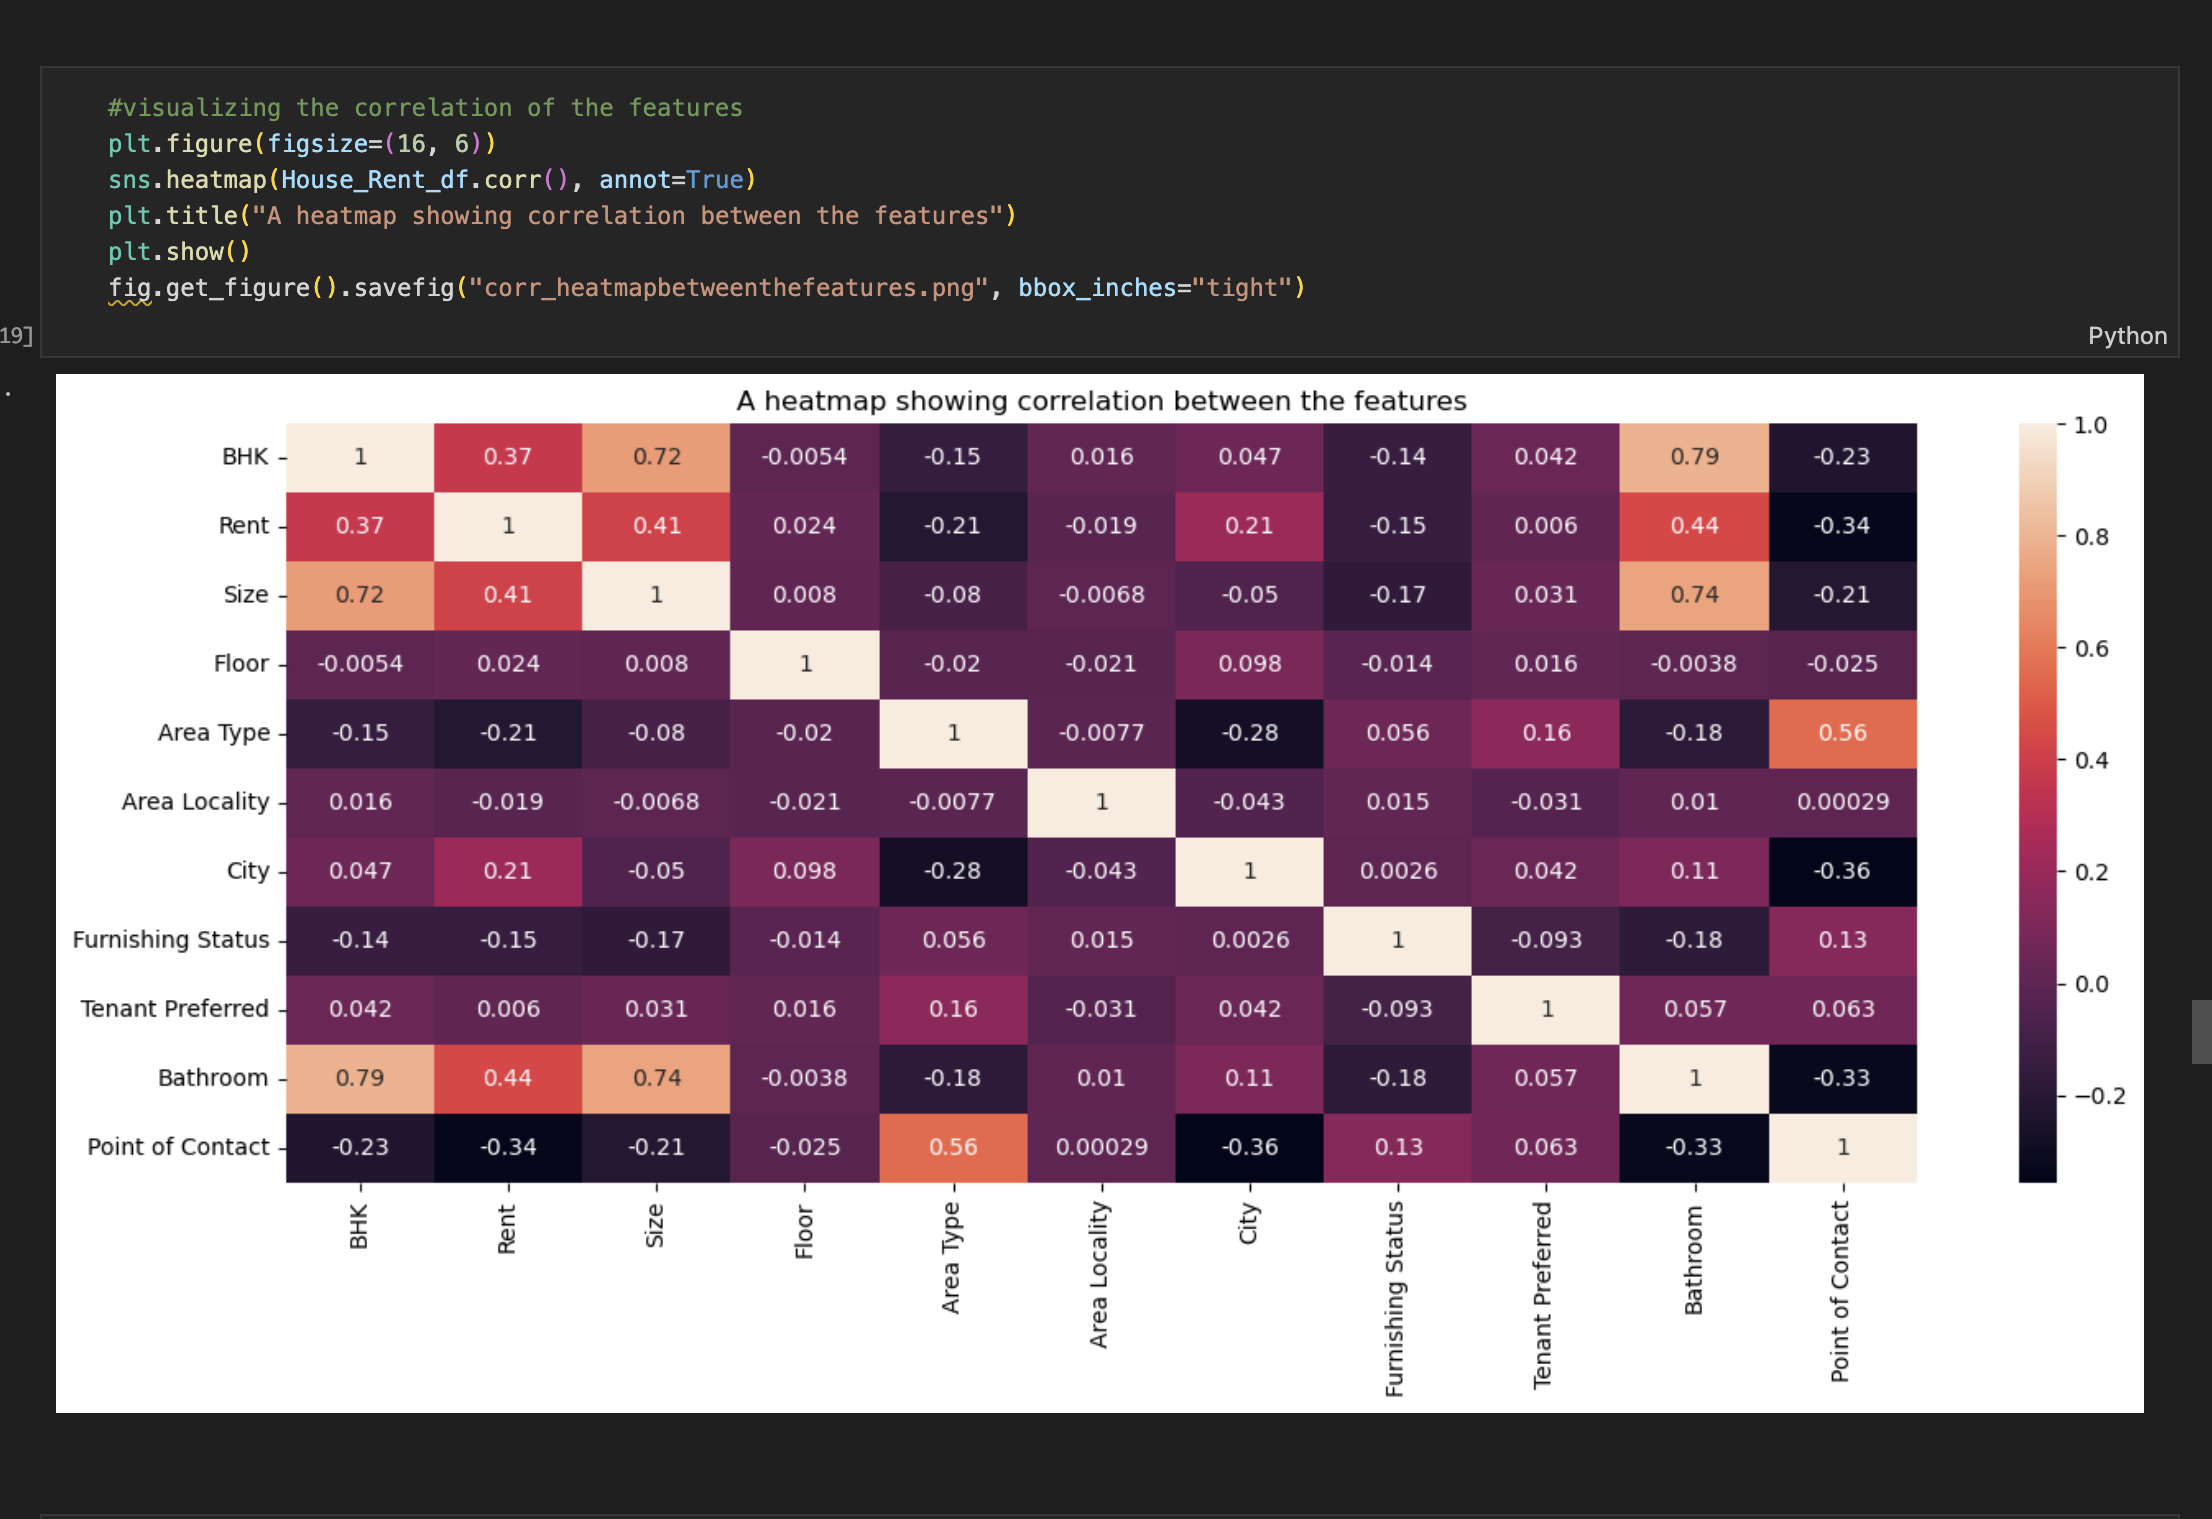 #visualizing the correlation of the features
plt.figure(figsize=(16, 6))
sns.heatmap(House_Rent_df.corr(), annot=True)
plt.title("A heatmap showing correlation between the features")
plt.show()
fig.get_figure().savefig("corr_heatmapbetweenthefeatures.png", bbox_inches="tight")
19]
Python
A heatmap showing correlation between the features
BHK 1 0.37 0.72 -0.0054 -0.15 0.016 0.047 -0.14 0.042 0.79 -0.23
Rent 0.37 1 0.41 0.024 -0.21 -0.019 0.21 -0.15 0.006 0.44 -0.34
Size 0.72 0.41 1 0.008 -0.08 -0.0068 -0.05 -0.17 0.031 0.74 -0.21
Floor -0.0054 0.024 0.008 1 -0.02 -0.021 0.098 -0.014 0.016 -0.0038 -0.025
Area Type -0.15 -0.21 -0.08 -0.02 1 -0.0077 -0.28 0.056 0.16 -0.18 0.56
Area Locality 0.016 -0.019 -0.0068 -0.021 -0.0077 1 -0.043 0.015 -0.031 0.01 0.00029
City 0.047 0.21 -0.05 0.098 -0.28 -0.043 1 0.0026 0.042 0.11 -0.36
Furnishing Status -0.14 -0.15 -0.17 -0.014 0.056 0.015 0.0026 1 -0.093 -0.18 0.13
Tenant Preferred 0.042 0.006 0.031 0.016 0.16 -0.031 0.042 -0.093 1 0.057 0.063
Bathroom 0.79 0.44 0.74 -0.0038 -0.18 0.01 0.11 -0.18 0.057 1 -0.33
Point of Contact -0.23 -0.34 -0.21 -0.025 0.56 0.00029 -0.36 0.13 0.063 -0.33 1
BHK
Rent
Size
Floor
Area Type
Area Locality
City
Furnishing Status
Tenant Preferred
Bathroom
Point of Contact
1.0
0.8
0.6
0.4
0.2
0.0
−0.2